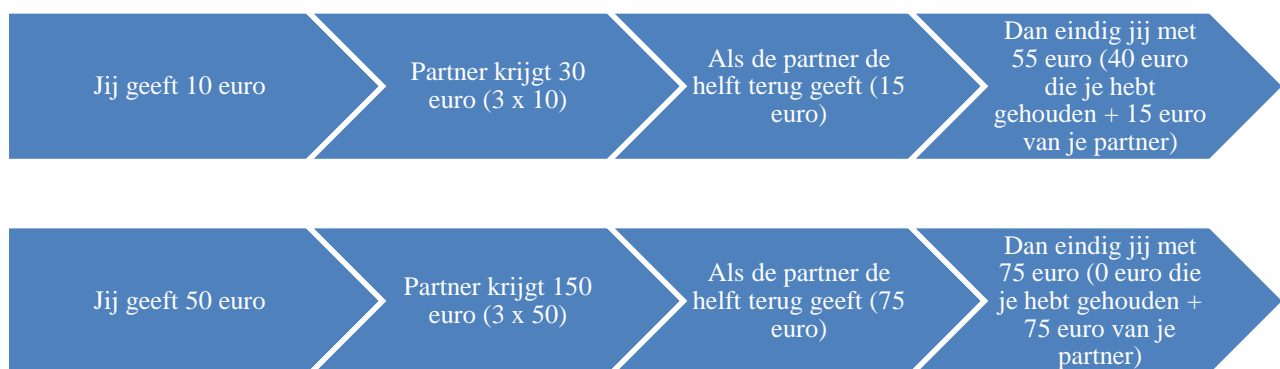 Jij geeft 10 euro
Partner krijgt 30
euro (3 x 10)
Als de partner de
helft terug geeft (15
euro)
Dan eindig jij met
55 euro (40 euro
die je hebt
gehouden + 15 euro
van je partner)
Jij geeft 50 euro
Partner krijgt 150
euro (3 x 50)
Als de partner de
helft terug geeft (75
euro)
Dan eindig jij met
75 euro (0 euro die
je hebt gehouden +
75 euro van je
partner)